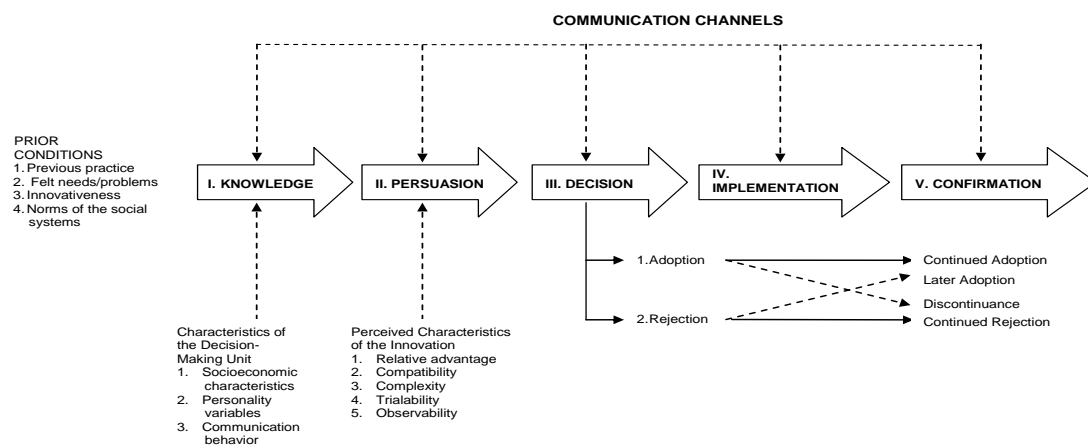 COMMUNICATION CHANNELS
PRIOR
CONDITIONS
1. Previous practice
2. Felt needs/problems
3. Innovativeness
4. Norms of the social
systems
I. KNOWLEDGE
II. PERSUASION
III. DECISION
IV.
IMPLEMENTATION
V. CONFIRMATION
1. Adoption
2. Rejection
Continued Adoption
Later Adoption
Discontinuance
Continued Rejection
Characteristics of
the Decision-
Making Unit
1. Socioeconomic
characteristics
2. Personality
variables
3. Communication
behavior
Perceived Characteristics
of the Innovation
1. Relative advantage
2. Compatibility
3. Complexity
4. Trialability
5. Observability